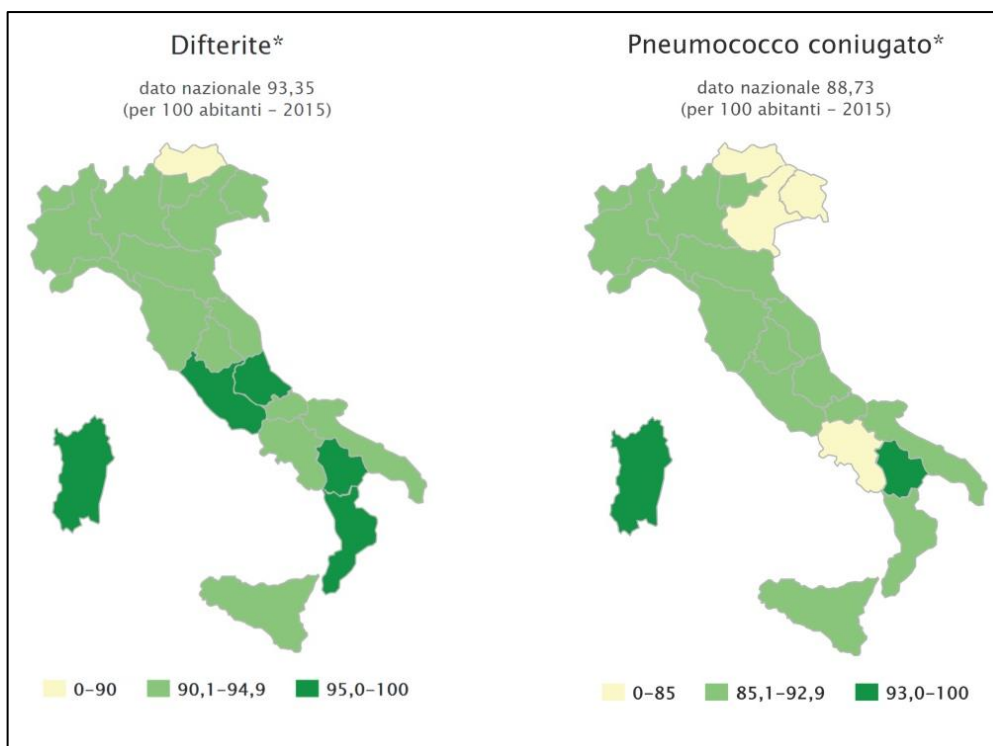 Difterite*
dato nazionale 93,35
(per 100 abitanti - 2015)
0-90
90,1-94,9
95,0-100
Pneumococco coniugato*
dato nazionale 88,73
(per 100 abitanti - 2015)
0-85
85,1-92,9
93,0-100